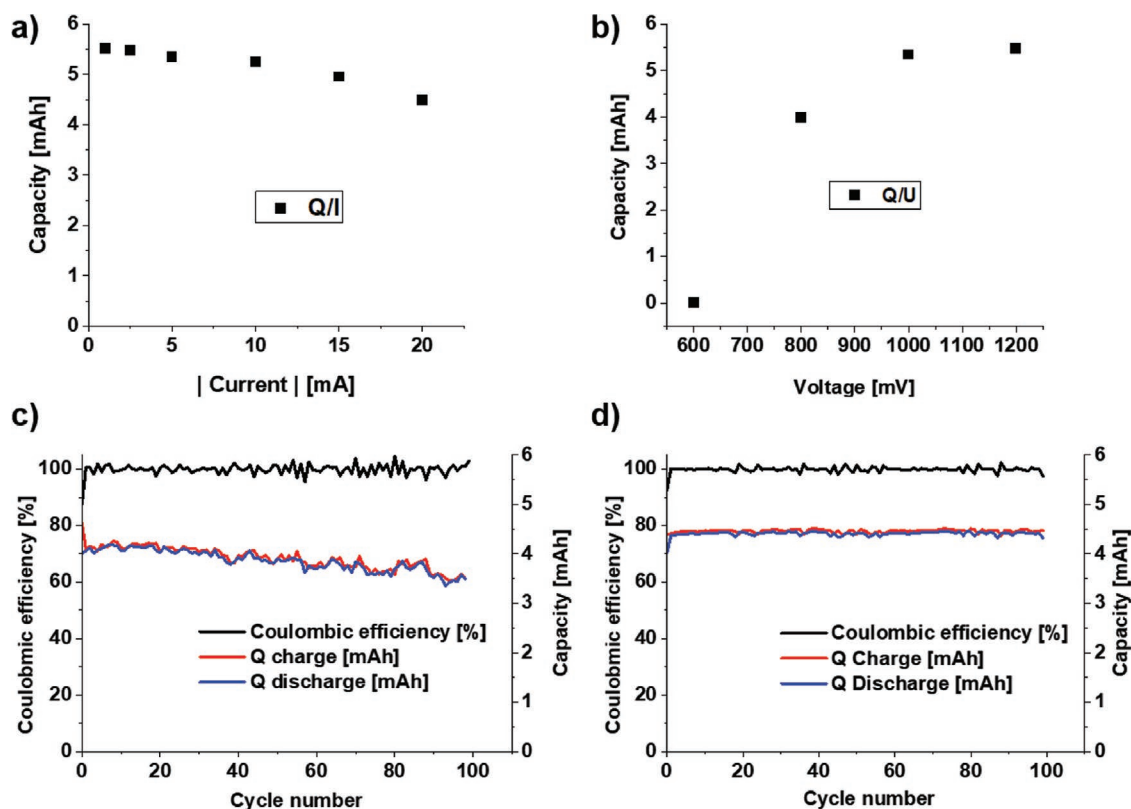 a)
6
5
4
3
2
1
0
Capacity [mAh]
Q/I
0 5 10 15 20
| Current | [mA]
b)
6
5
4
3
2
1
0
Capacity [mAh]
Q/U
600 700 800 900 1000 1100 1200
Voltage [mV]
c)
100
80
60
40
20
0
Coulobmic efficiency [%]
Coulombic efficiency [%]
Q charge [mAh]
Q discharge [mAh]
6
5
4
3
2
1
0
Capacity [mAh]
0 20 40 60 80 100
Cycle number
d)
100
80
60
40
20
0
Coulobmic efficiency [%]
Coulombic efficiency [%]
Q Charge [mAh]
Q Discharge [mAh]
6
5
4
3
2
1
0
Capacity [mAh]
0 20 40 60 80 100
Cycle number